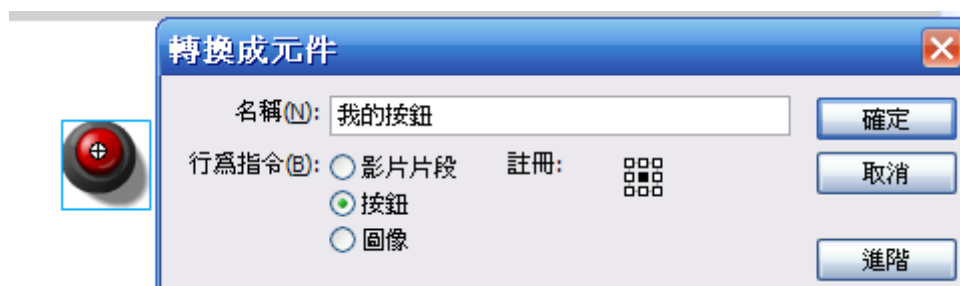 轉換成元件
名稱(N): 我的按鈕
確定
行為指令(B): 影片片段 註冊:
取消
按鈕
圖像
進階